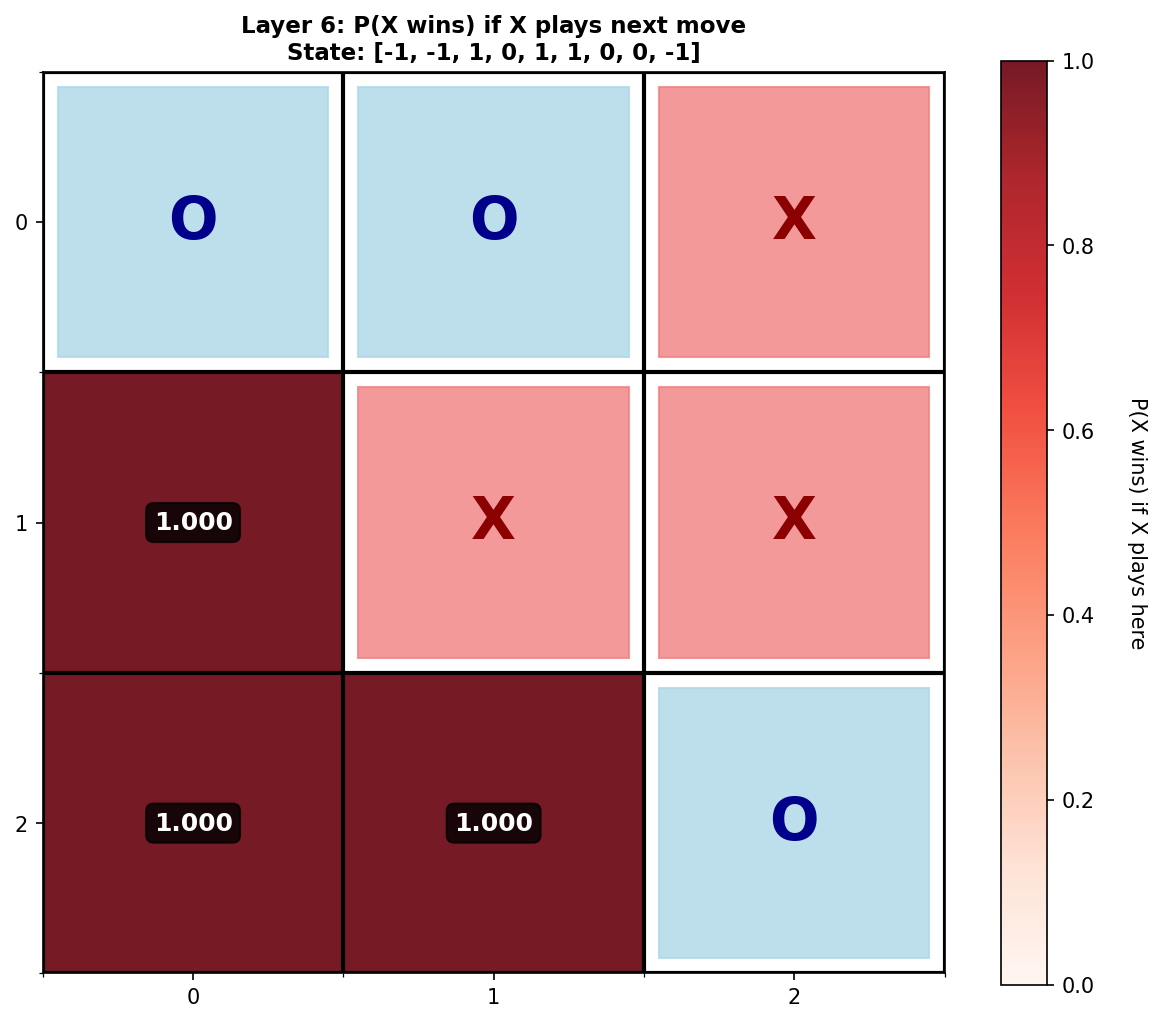 Layer 6: P(X wins) if X plays next move
State: [-1, -1, 1, 0, 1, 1, 0, 0, -1]
O
O
X
0
1.000
X
X
1
1.000
1.000
O
2
0
1
2
1.0
0.8
0.6
0.4
0.2
0.0
P(X wins) if X plays here